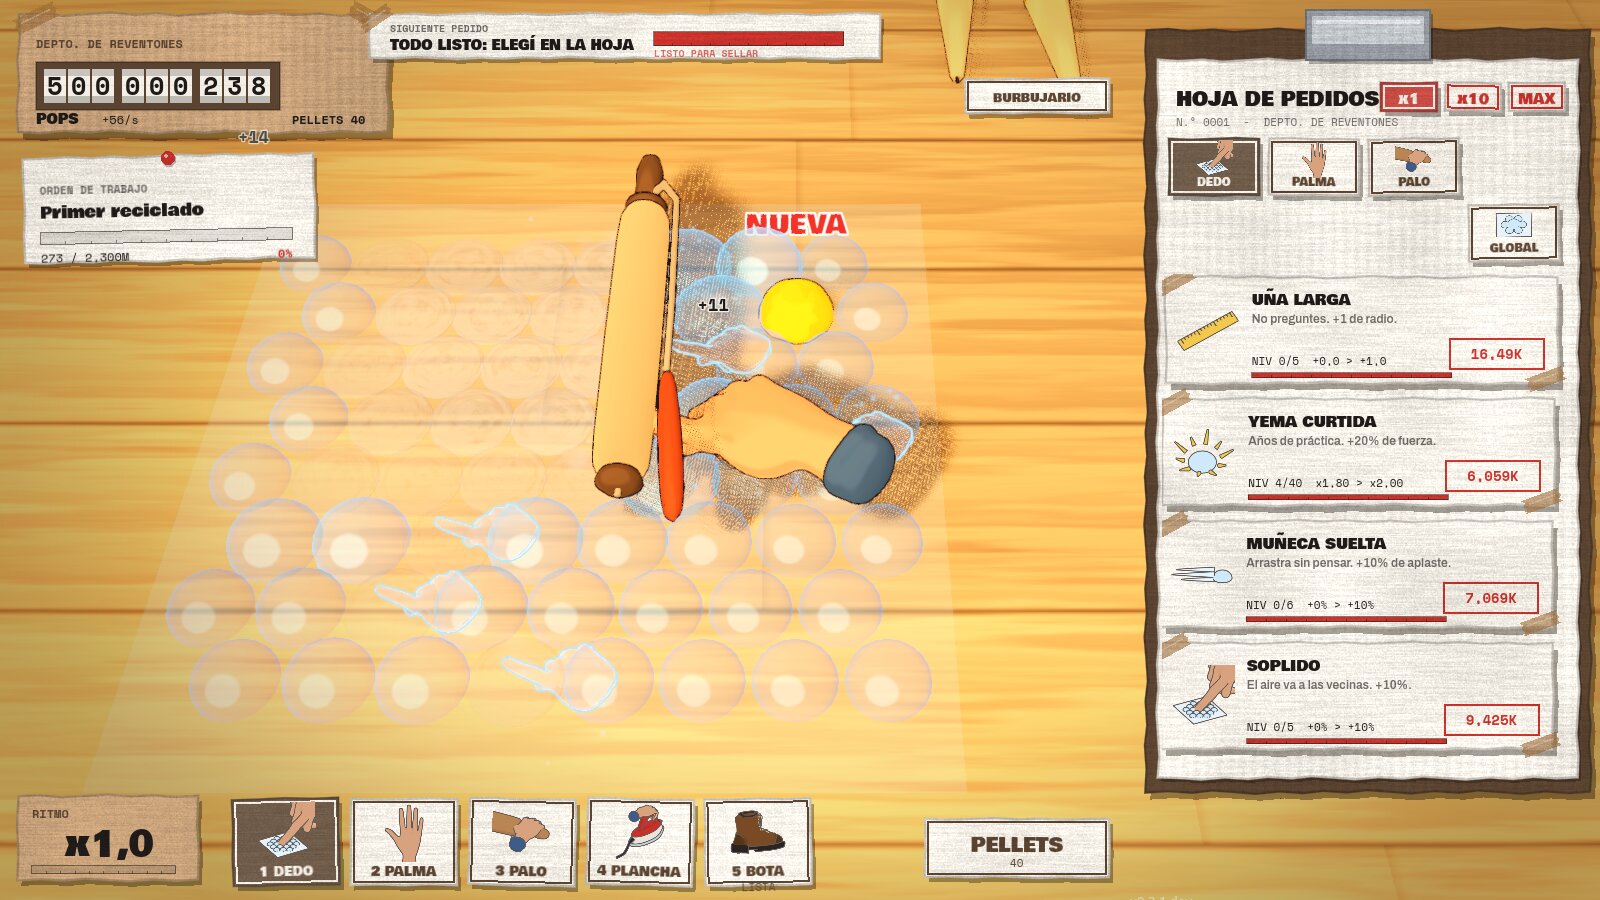 DEPTO. DE REVENTONES
500 000 238
POPS +56/s PELLETS 40
+14
SIGUIENTE PEDIDO
TODO LISTO: ELEGÍ EN LA HOJA
LISTO PARA SELLAR
BURBUJARIO
ORDEN DE TRABAJO
Primer reciclado
0%
273 / 2,300M
NUEVA
+11
HOJA DE PEDIDOS
x1 x10 MAX
N.° 0001 - DEPTO. DE REVENTONES
DEDO PALMA PALO
GLOBAL
UÑA LARGA
No preguntes. +1 de radio.
NIV 0/5 +0,0 > +1,0
16,49K
YEMA CURTIDA
Años de práctica. +20% de fuerza.
NIV 4/40 x1,80 > x2,00
6,059K
MUÑECA SUELTA
Arrastra sin pensar. +10% de aplaste.
NIV 0/6 +0% > +10%
7,069K
SOPLIDO
El aire va a las vecinas. +10%.
NIV 0/5 +0% > +10%
9,425K
RITMO
x1,0
1 DEDO 2 PALMA 3 PALO 4 PLANCHA 5 BOTA
LISTA
PELLETS
40